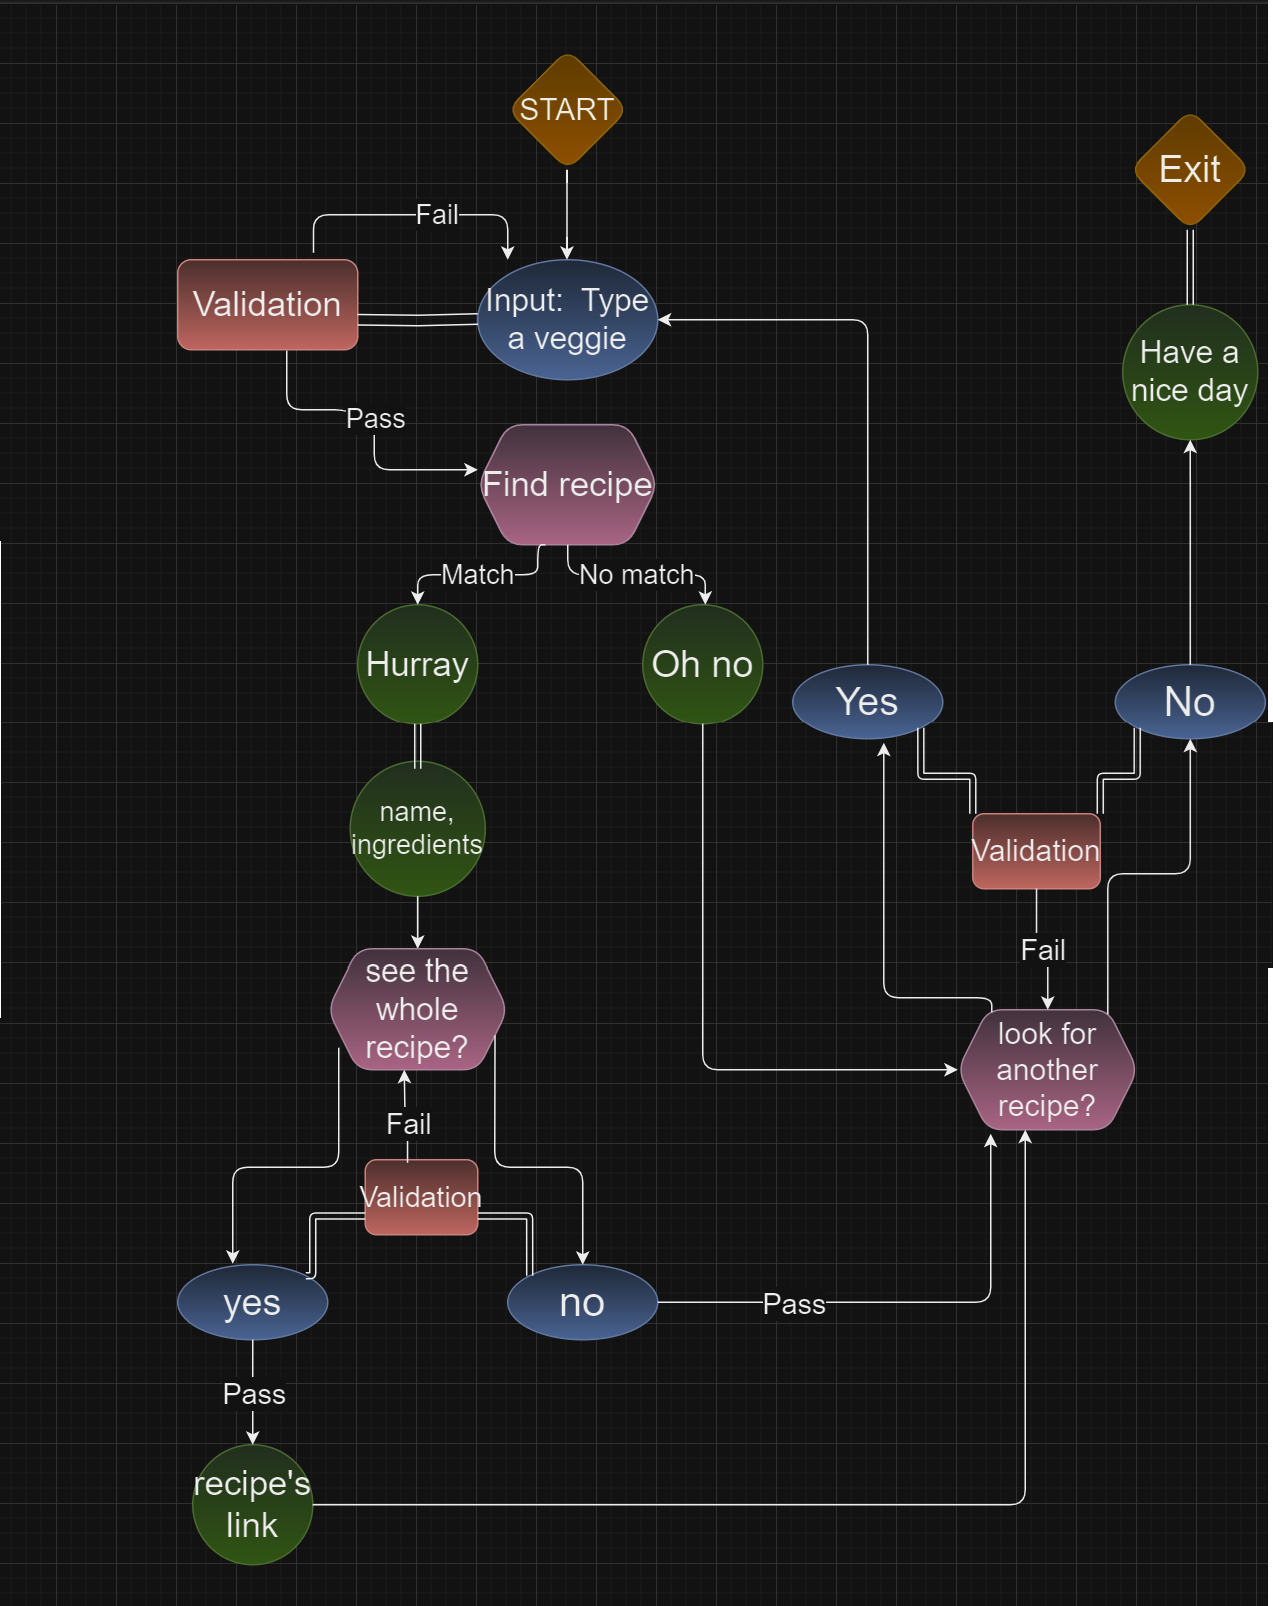 START
Exit
Fail
Validation
Input:  Type
a veggie
Have a
nice day
Pass
Find recipe
Match
No match
Hurray
Oh no
Yes
No
name,
ingredients
Validation
Fail
see the
whole
recipe?
look for
another
recipe?
Fail
Validation
yes
no
Pass
Pass
recipe's
link